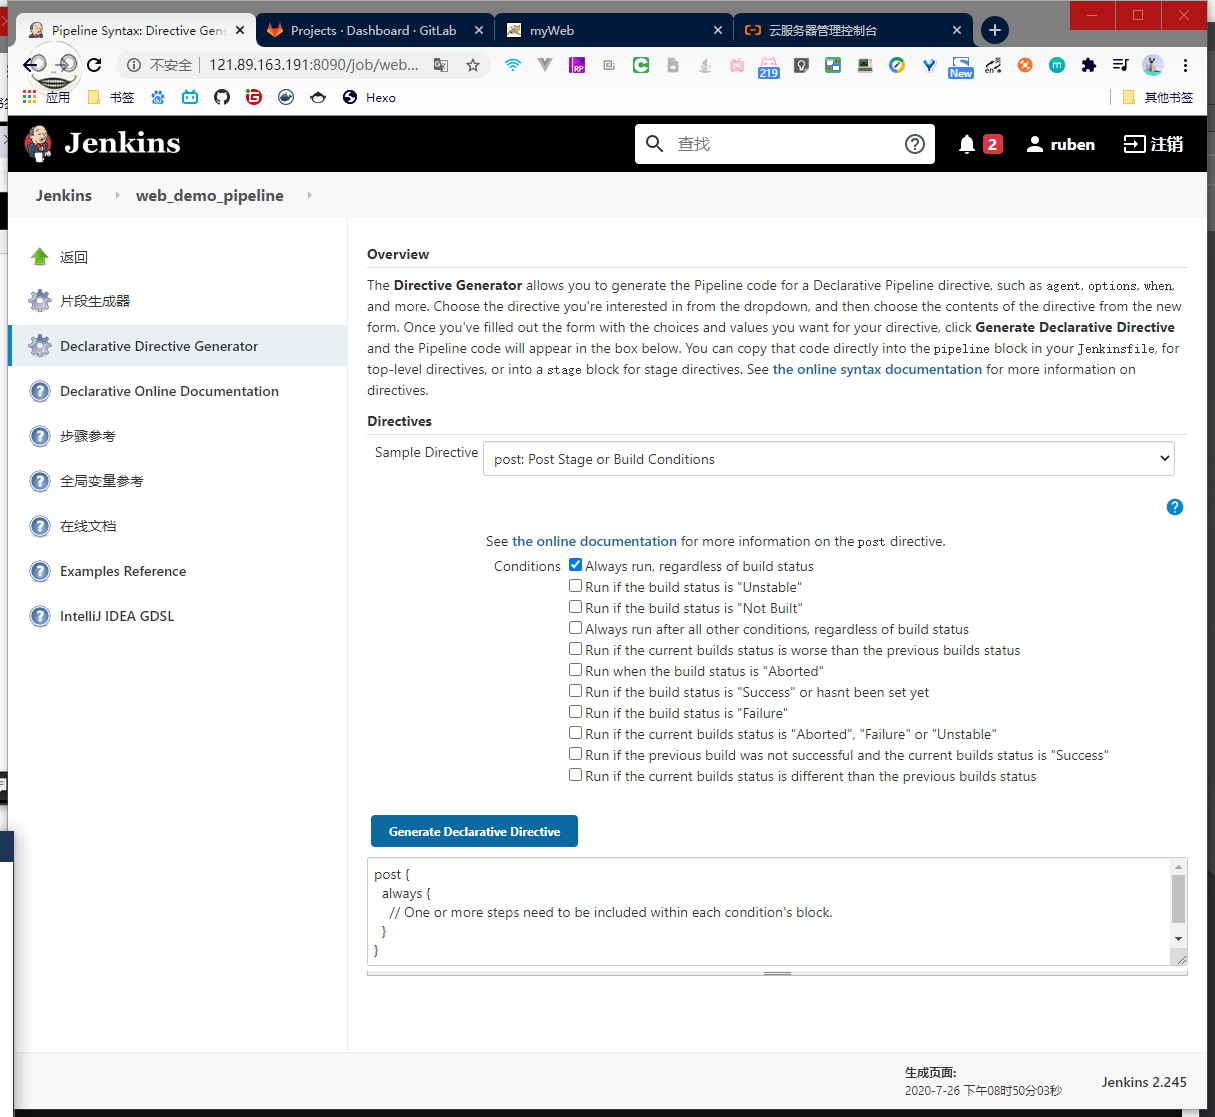 Pipeline Syntax: Directive Gene
Projects · Dashboard · GitLab
myWeb
云服务器管理控制台
不安全
121.89.163.191:8090/job/web...
RP
219
New
m
应用
书签
Hexo
其他书签
Jenkins
查找
2
ruben
注销
Jenkins
web_demo_pipeline
返回
片段生成器
Declarative Directive Generator
Declarative Online Documentation
步骤参考
全局变量参考
在线文档
Examples Reference
IntelliJ IDEA GDSL
Overview
The Directive Generator allows you to generate the Pipeline code for a Declarative Pipeline directive, such as agent, options, when,
and more. Choose the directive you're interested in from the dropdown, and then choose the contents of the directive from the new
form. Once you've filled out the form with the choices and values you want for your directive, click Generate Declarative Directive
and the Pipeline code will appear in the box below. You can copy that code directly into the pipeline block in your Jenkinsfile, for
top-level directives, or into a stage block for stage directives. See the online syntax documentation for more information on
directives.
Directives
Sample Directive
post: Post Stage or Build Conditions
See the online documentation for more information on the post directive.
Conditions
Always run, regardless of build status
Run if the build status is "Unstable"
Run if the build status is "Not Built"
Always run after all other conditions, regardless of build status
Run if the current builds status is worse than the previous builds status
Run when the build status is "Aborted"
Run if the build status is "Success" or hasnt been set yet
Run if the build status is "Failure"
Run if the current builds status is "Aborted", "Failure" or "Unstable"
Run if the previous build was not successful and the current builds status is "Success"
Run if the current builds status is different than the previous builds status
Generate Declarative Directive
post {
always {
// One or more steps need to be included within each condition's block.
}
}
生成页面:
2020-7-26 下午08时50分03秒
Jenkins 2.245